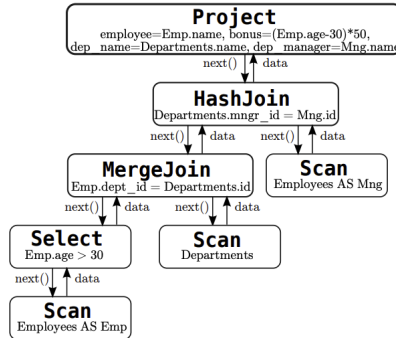 Project
employee=Emp.name, bonus=(Emp.age-30)*50,
dep_name=Departments.name, dep_manager=Mng.name
next() data
HashJoin
Departments.mngr_id = Mng.id
next() data next() data
MergeJoin
Emp.dept_id = Departments.id
Scan
Employees AS Mng
next() data next() data
Select
Emp.age > 30
Scan
Departments
next() data
Scan
Employees AS Emp